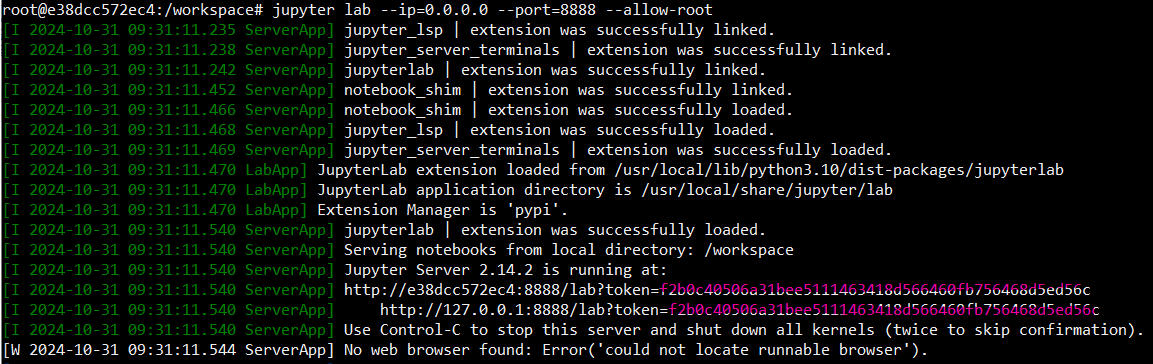 root@e38dcc572ec4:/workspace# jupyter lab --ip=0.0.0.0 --port=8888 --allow-root
[I 2024-10-31 09:31:11.235 ServerApp] jupyter_lsp | extension was successfully linked.
[I 2024-10-31 09:31:11.238 ServerApp] jupyter_server_terminals | extension was successfully linked.
[I 2024-10-31 09:31:11.242 ServerApp] jupyterlab | extension was successfully linked.
[I 2024-10-31 09:31:11.452 ServerApp] notebook_shim | extension was successfully linked.
[I 2024-10-31 09:31:11.466 ServerApp] notebook_shim | extension was successfully loaded.
[I 2024-10-31 09:31:11.468 ServerApp] jupyter_lsp | extension was successfully loaded.
[I 2024-10-31 09:31:11.469 ServerApp] jupyter_server_terminals | extension was successfully loaded.
[I 2024-10-31 09:31:11.470 LabApp] JupyterLab extension loaded from /usr/local/lib/python3.10/dist-packages/jupyterlab
[I 2024-10-31 09:31:11.470 LabApp] JupyterLab application directory is /usr/local/share/jupyter/lab
[I 2024-10-31 09:31:11.470 LabApp] Extension Manager is 'pypi'.
[I 2024-10-31 09:31:11.540 ServerApp] jupyterlab | extension was successfully loaded.
[I 2024-10-31 09:31:11.540 ServerApp] Serving notebooks from local directory: /workspace
[I 2024-10-31 09:31:11.540 ServerApp] Jupyter Server 2.14.2 is running at:
[I 2024-10-31 09:31:11.540 ServerApp] http://e38dcc572ec4:8888/lab?token=
[I 2024-10-31 09:31:11.540 ServerApp]     http://127.0.0.1:8888/lab?token=
[I 2024-10-31 09:31:11.540 ServerApp] Use Control-C to stop this server and shut down all kernels (twice to skip confirmation).
[W 2024-10-31 09:31:11.544 ServerApp] No web browser found: Error('could not locate runnable browser').